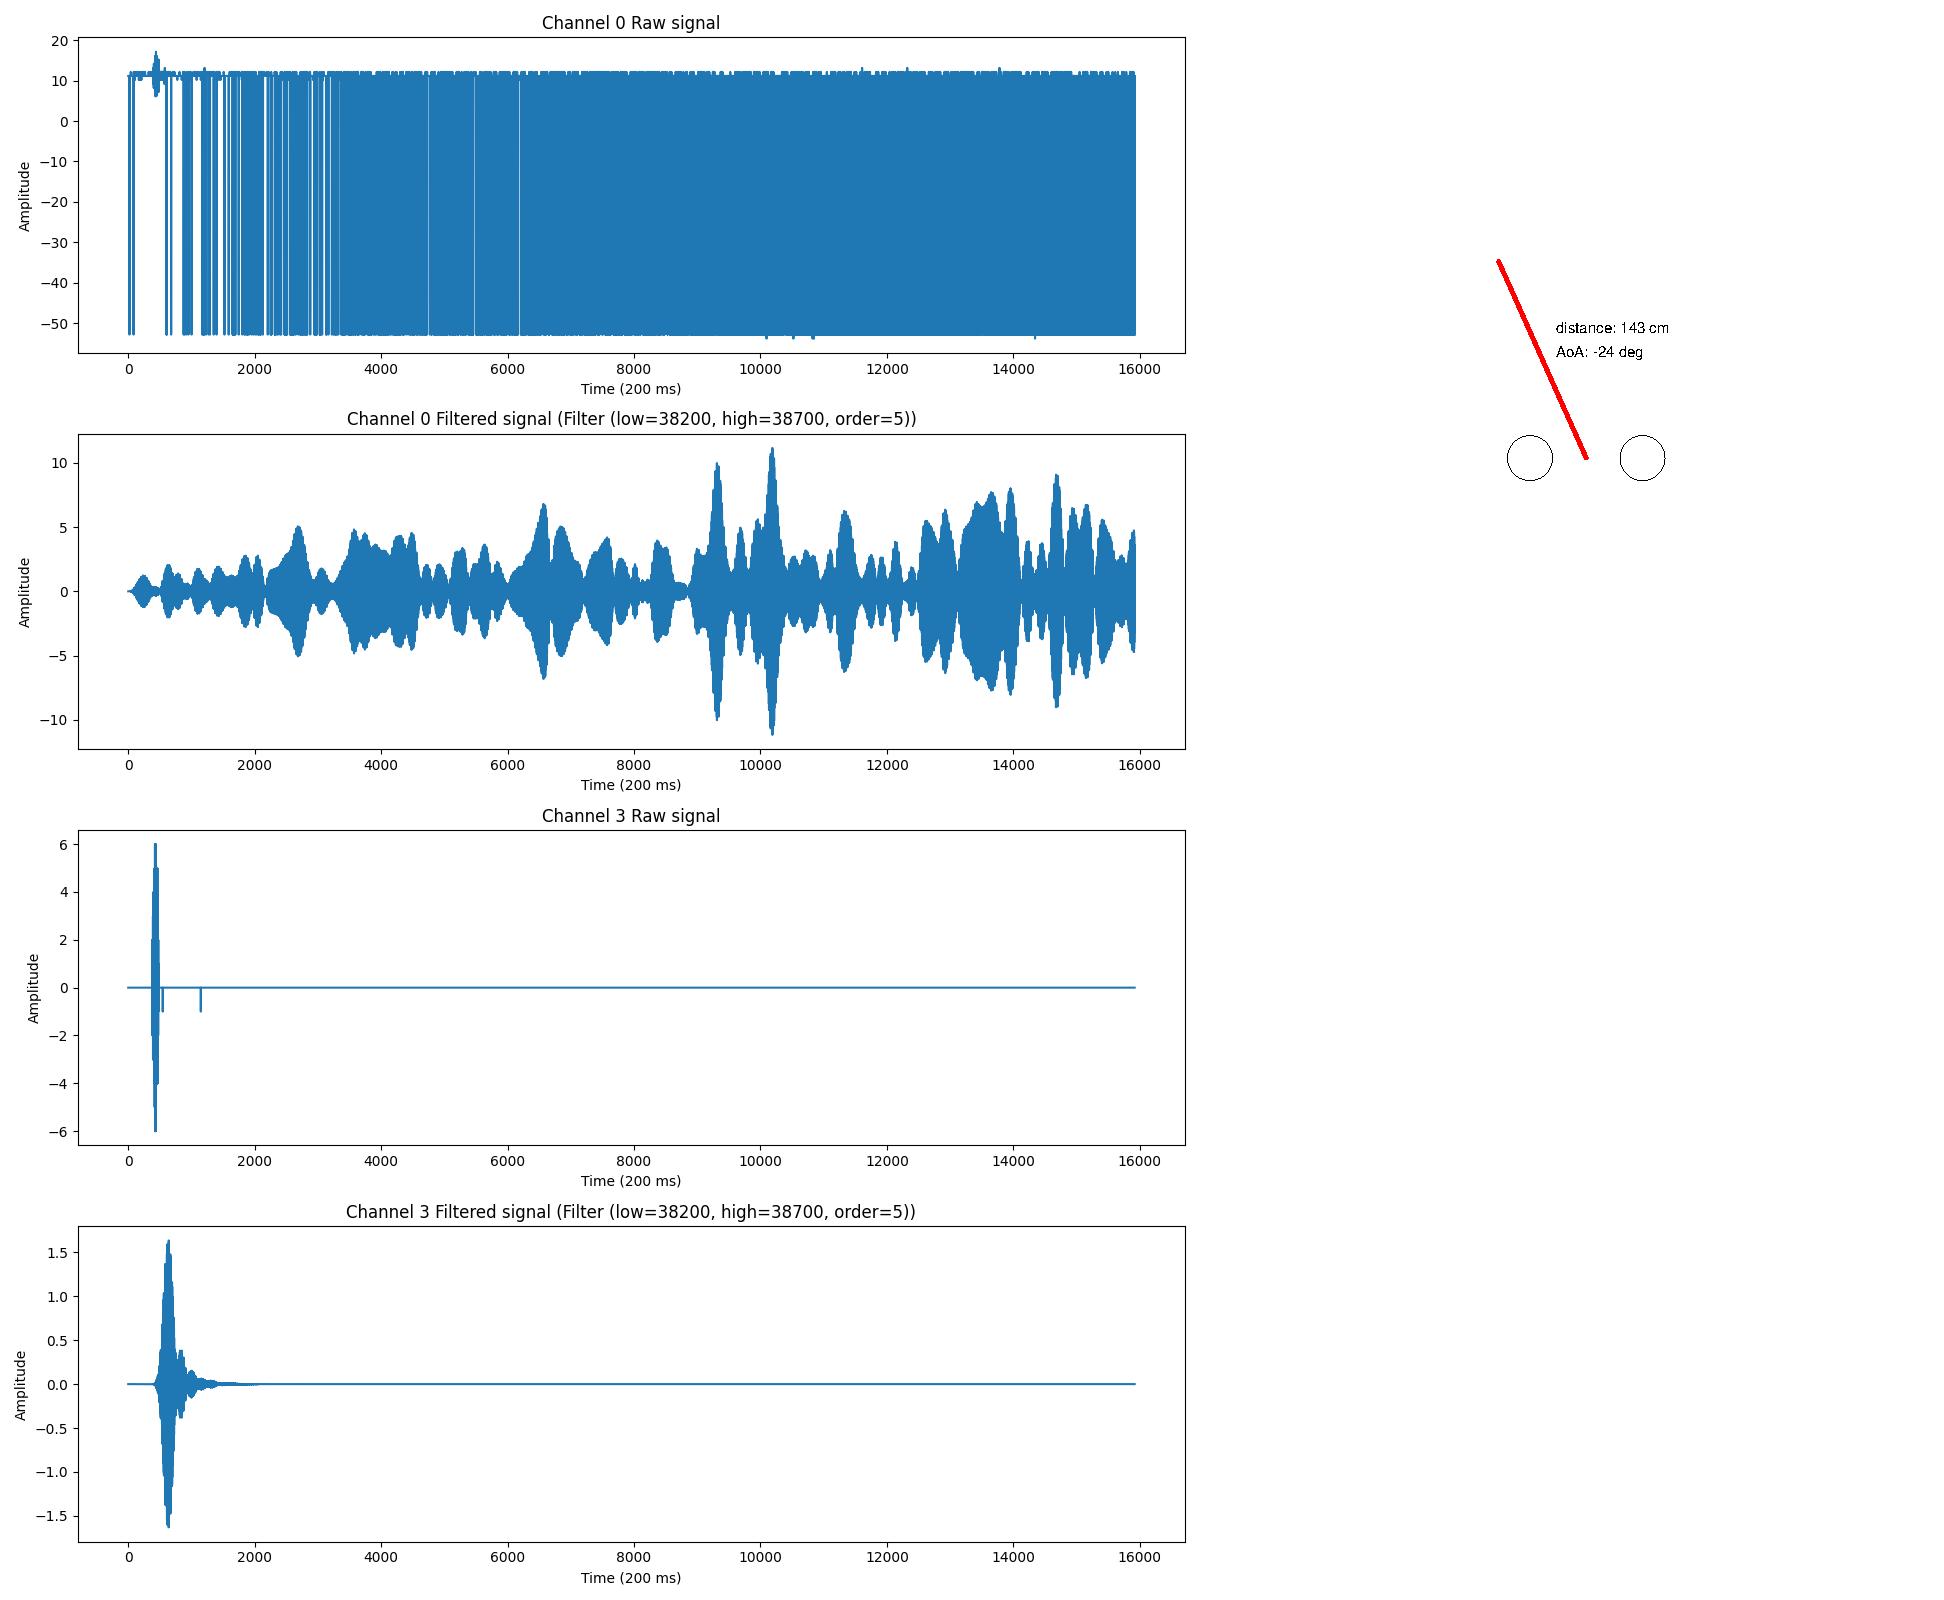 Channel 0 Raw signal
20
10
0
−10
−20
−30
−40
−50
Amplitude
0 2000 4000 6000 8000 10000 12000 14000 16000
Time (200 ms)
Channel 0 Filtered signal (Filter (low=38200, high=38700, order=5))
10
5
0
−5
−10
Amplitude
0 2000 4000 6000 8000 10000 12000 14000 16000
Time (200 ms)
Channel 3 Raw signal
6
4
2
0
−2
−4
−6
Amplitude
0 2000 4000 6000 8000 10000 12000 14000 16000
Time (200 ms)
Channel 3 Filtered signal (Filter (low=38200, high=38700, order=5))
1.5
1.0
0.5
0.0
−0.5
−1.0
−1.5
Amplitude
0 2000 4000 6000 8000 10000 12000 14000 16000
Time (200 ms)
distance: 143 cm
AoA: -24 deg